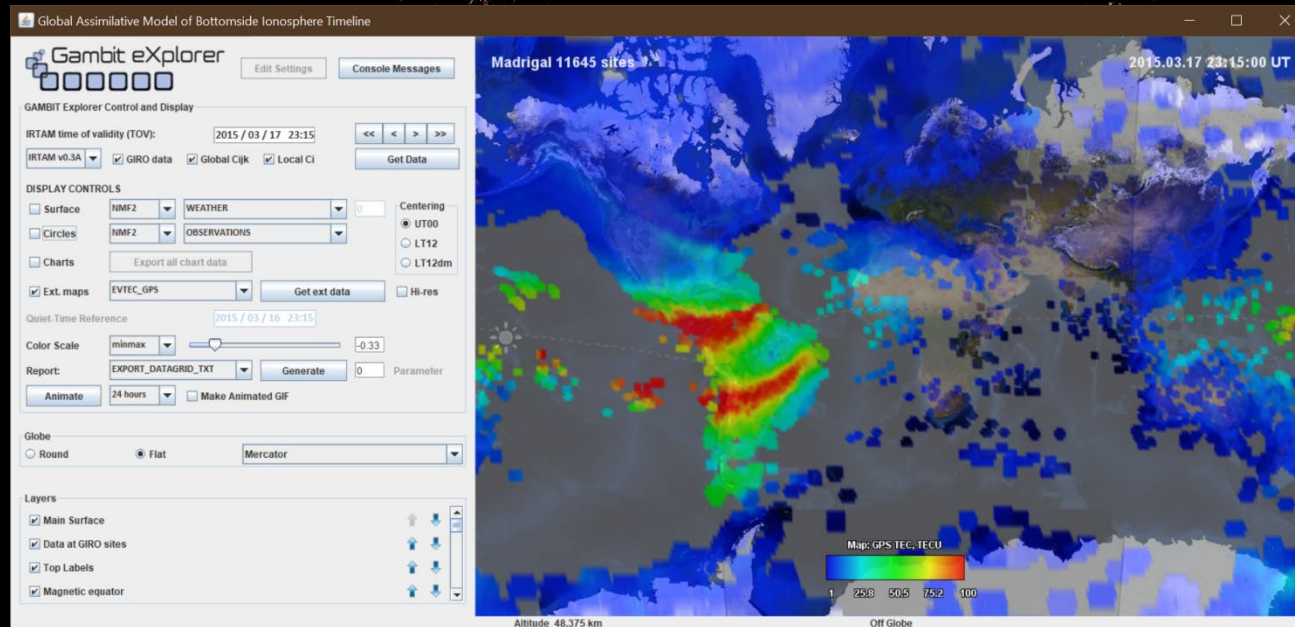 Global Assimilative Model of Bottomside Ionosphere Timeline
Gambit eXplorer
Edit Settings
Console Messages
GAMBIT Explorer Control and Display
IRTAM time of validity (TOV):
2015 / 03 / 17 23:15
<< < > >>
IRTAM v0.3A
GIRO data
Global Cijk
Local Ci
Get Data
DISPLAY CONTROLS
Surface NMF2 WEATHER 0
Circles NMF2 OBSERVATIONS
Centering
UT00
LT12
LT12dm
Charts
Export all chart data
Ext. maps EVTEC_GPS
Get ext data
Hi-res
Quiet-Time Reference 2015 / 03 / 16 23:15
Color Scale minmax -0.33
Report: EXPORT_DATAGRID_TXT Generate 0 Parameter
Animate 24 hours Make Animated GIF
Globe
Round Flat Mercator
Layers
Main Surface
Data at GIRO sites
Top Labels
Magnetic equator
Madrigal 11645 sites
2015.03.17 23:15:00 UT
Map: GPS TEC, TECU
1 25.8 50.5 75.2 100
Altitude 48,375 km
Off Globe